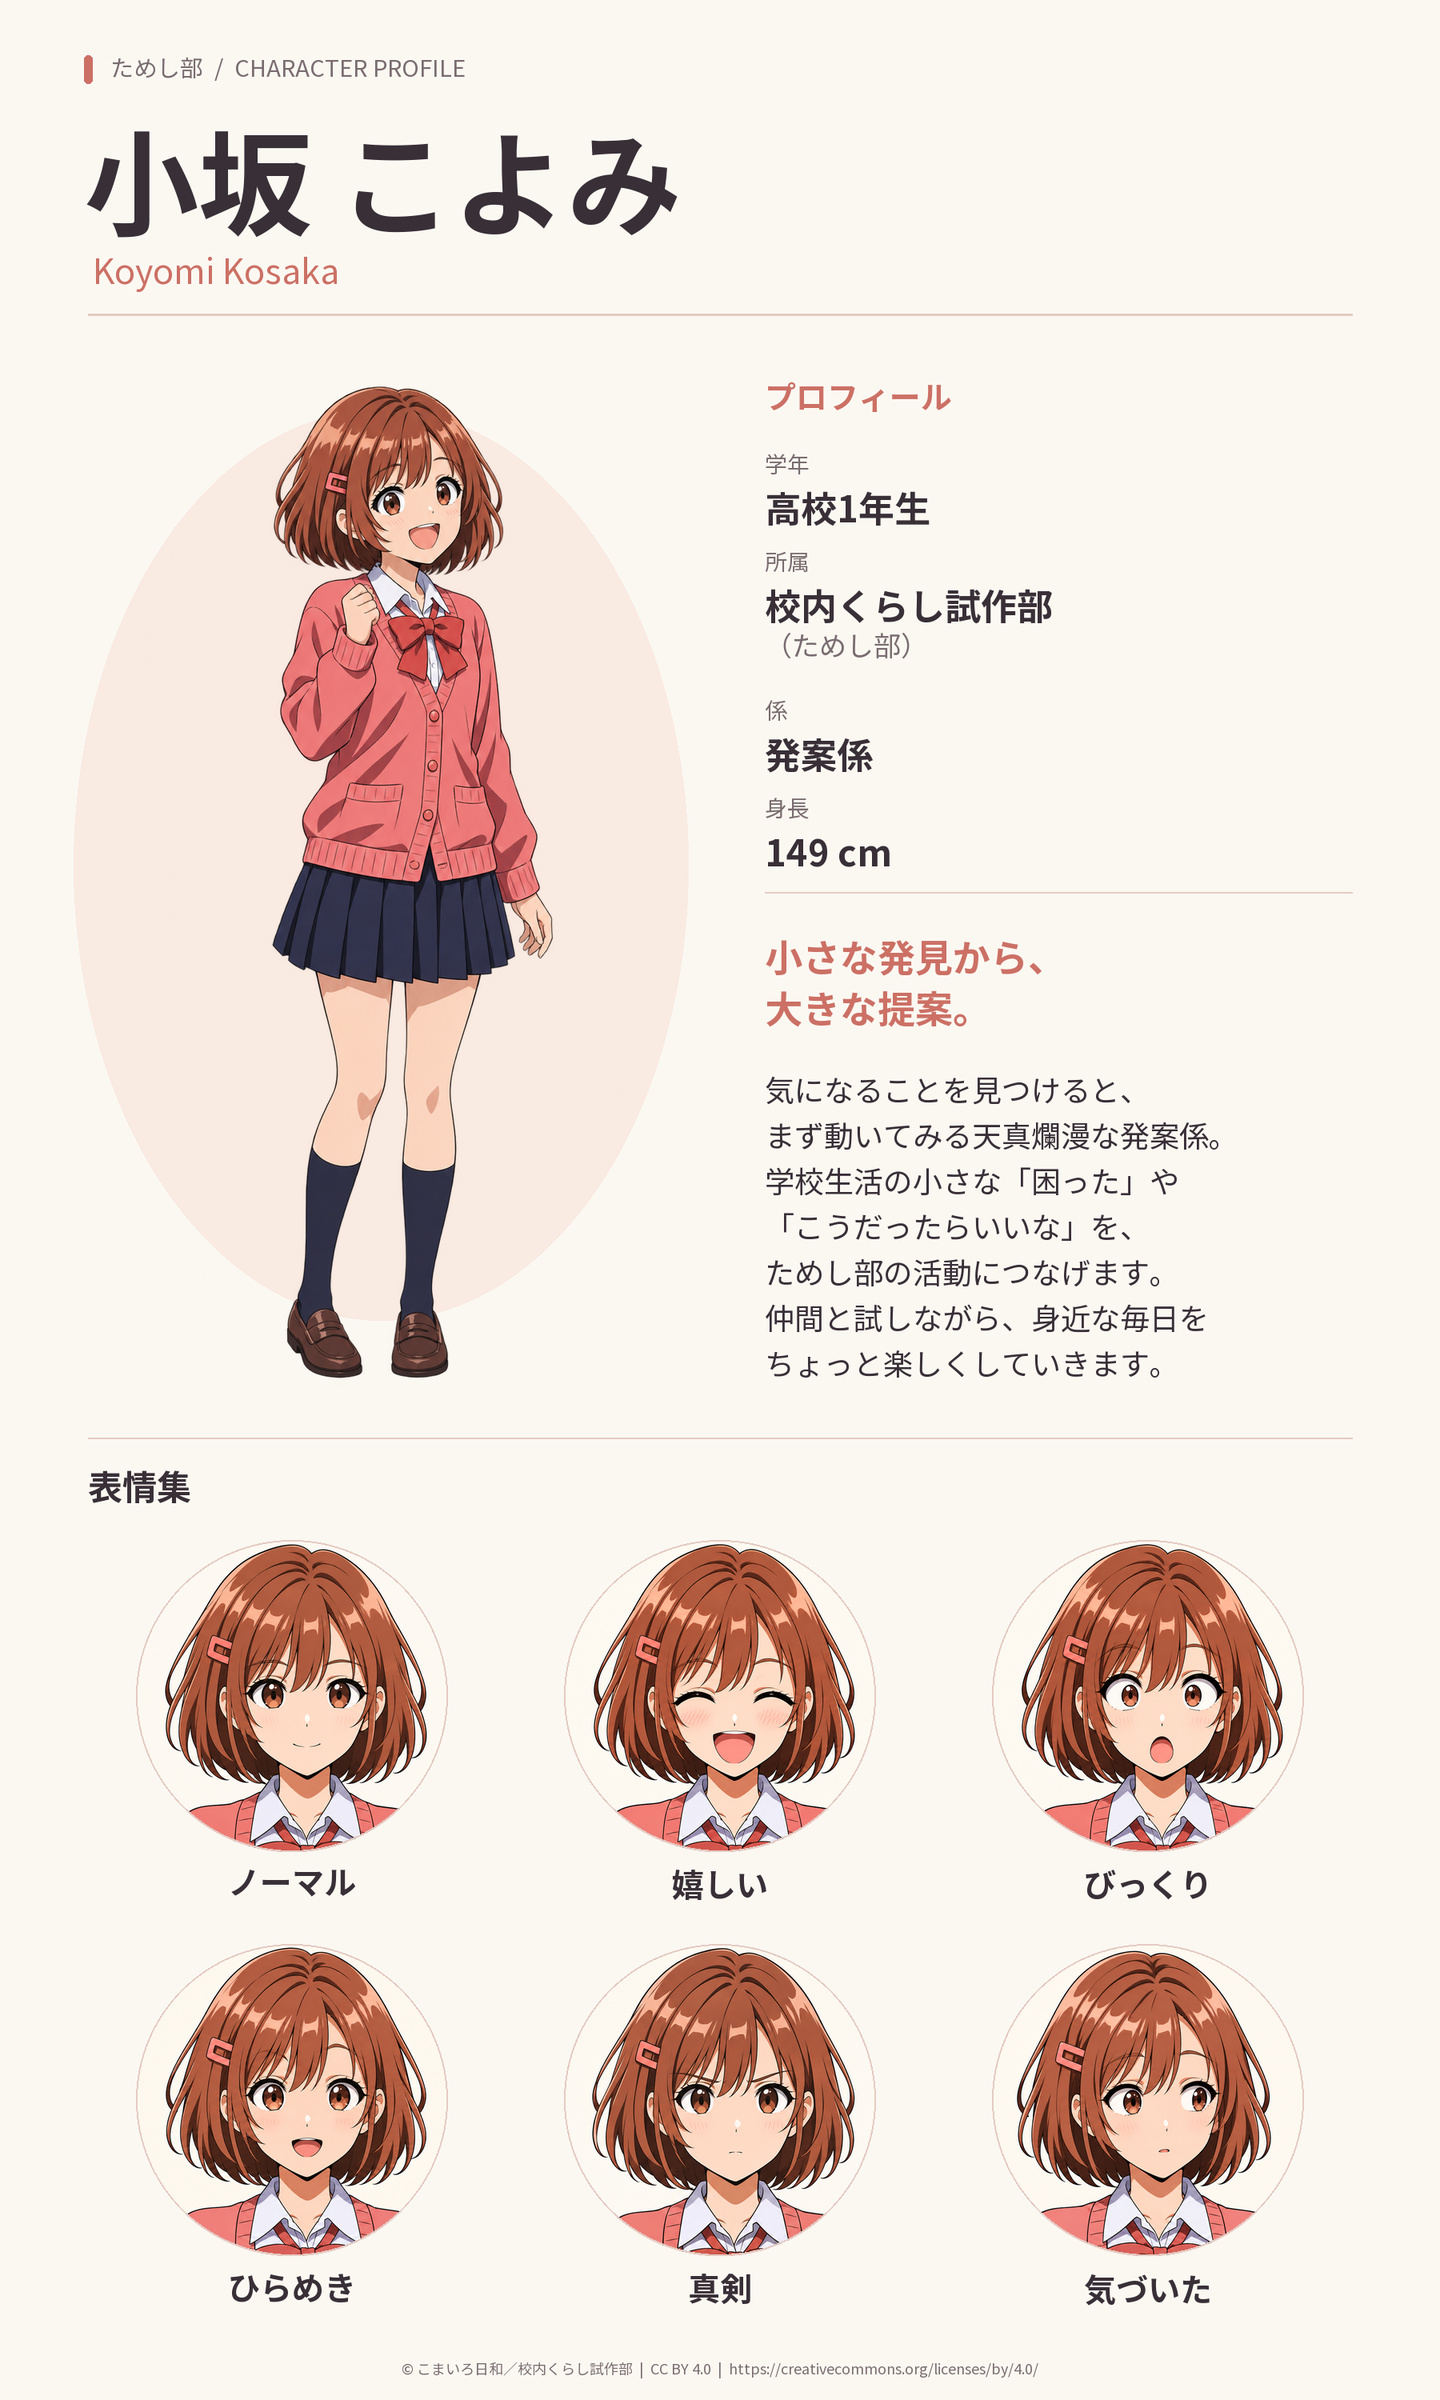 ためし部 / CHARACTER PROFILE
小坂 こよみ
Koyomi Kosaka
プロフィール
学年
高校1年生
所属
校内くらし試作部
（ためし部）
係
発案係
身長
149 cm
小さな発見から、
大きな提案。
気になることを見つけると、
まず動いてみる天真爛漫な発案係。
学校生活の小さな「困った」や
「こうだったらいいな」を、
ためし部の活動につなげます。
仲間と試しながら、身近な毎日を
ちょっと楽しくしていきます。
表情集
ノーマル
嬉しい
びっくり
ひらめき
真剣
気づいた
© こまいろ日和／校内くらし試作部 | CC BY 4.0 | https://creativecommons.org/licenses/by/4.0/